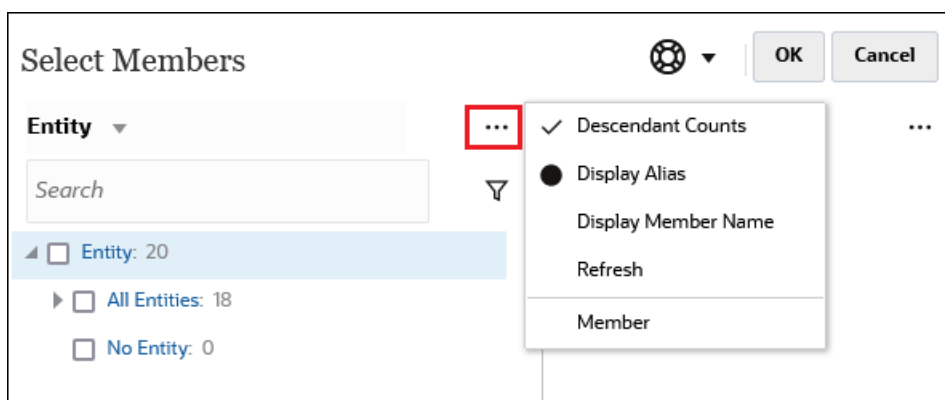 Select Members
OK
Cancel
Entity
Search
Entity: 20
All Entities: 18
No Entity: 0
Descendant Counts
Display Alias
Display Member Name
Refresh
Member